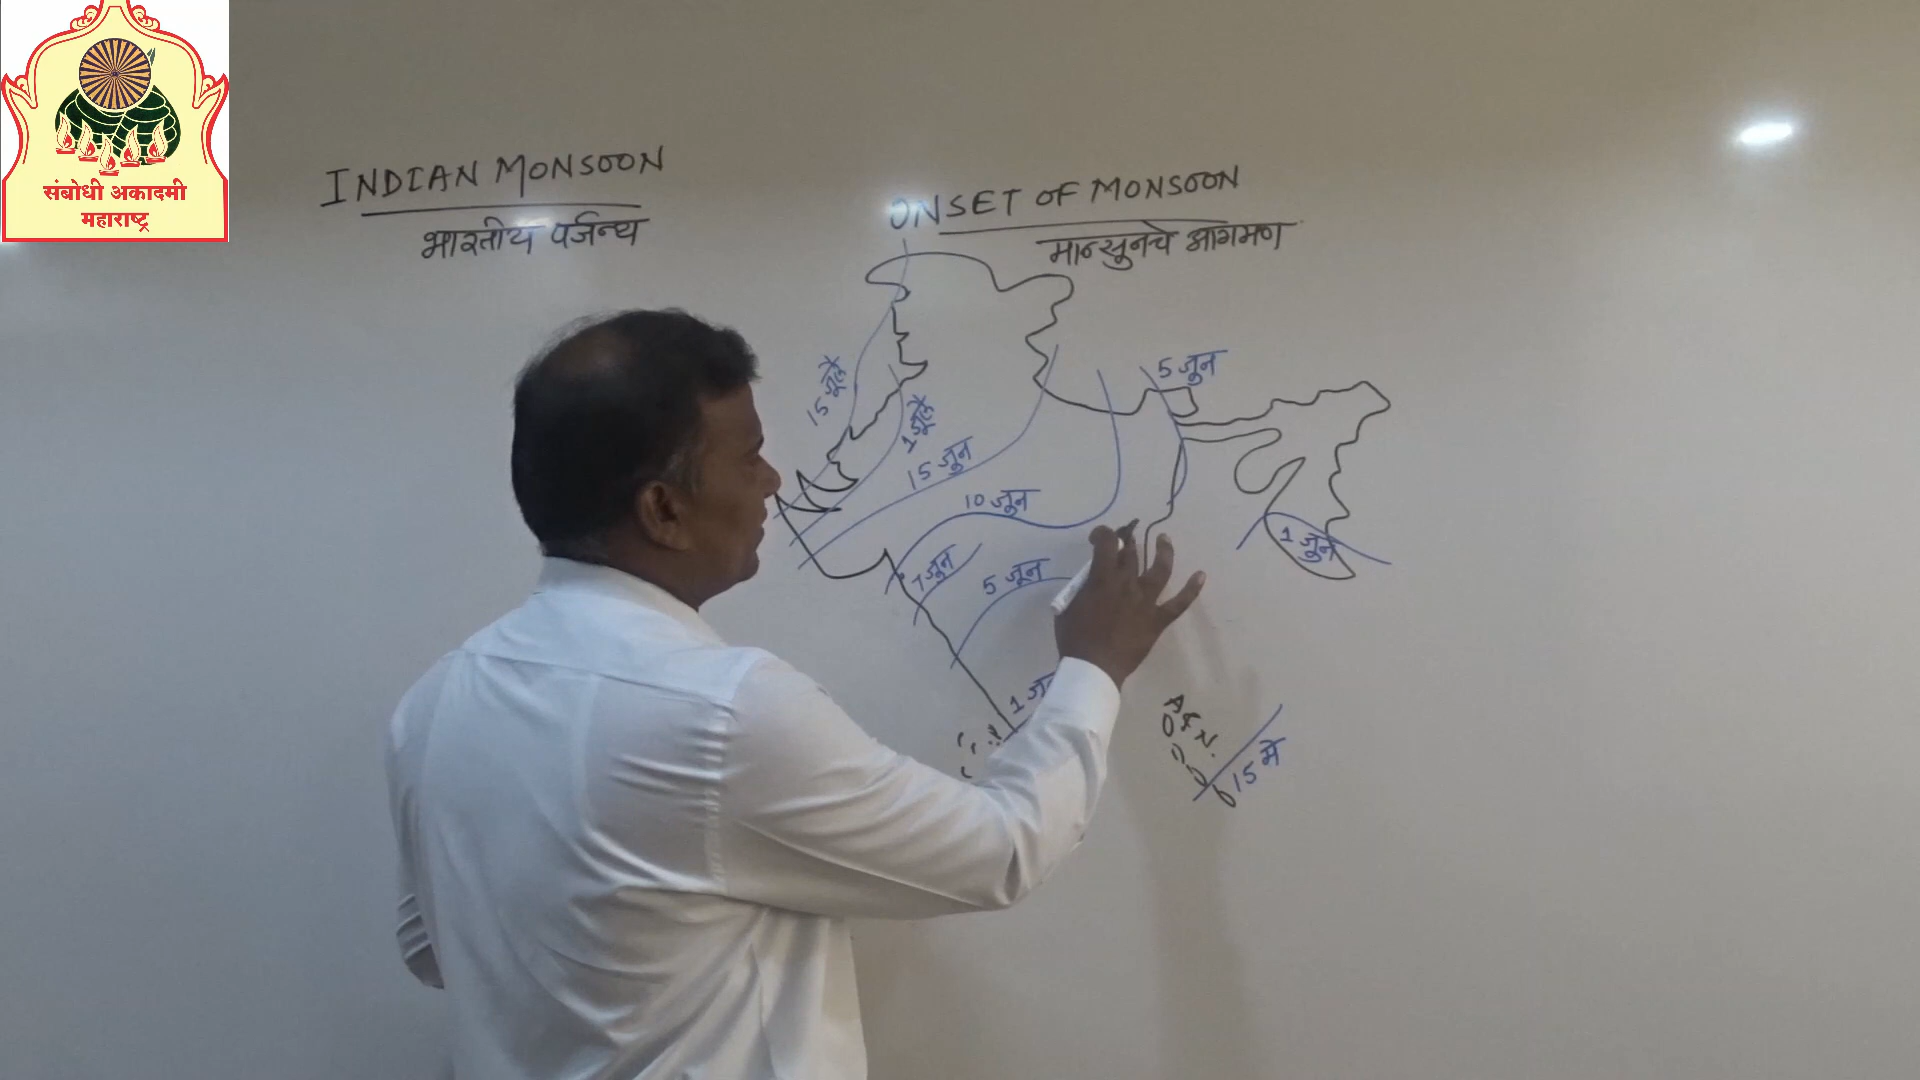 संबोधी अकादमी
महाराष्ट्र
INDIAN MONSOON
भारतीय पर्जन्य
ONSET OF MONSOON
मान्सुनचे आगमण
5 जून
15 जूलै
1 जूलै
15 जून
10 जून
1 जून
7 जून
5 जून
1
A & N.
15 मे